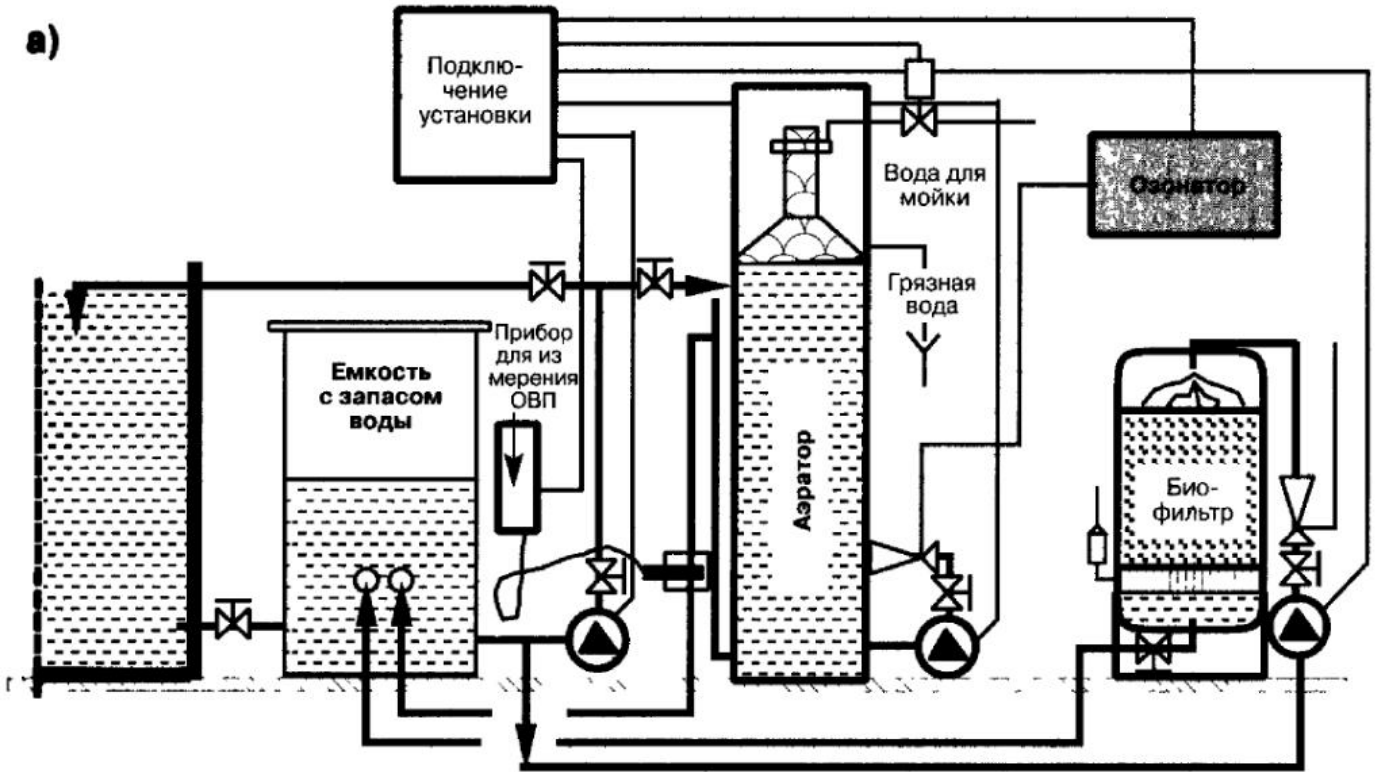 а)
Подклю-
чение
установки
Вода для
мойки
Озонатор
Грязная
вода
Прибор
для из
мерения
ОВП
Емкость
с запасом
воды
Аэратор
Био-
фильтр